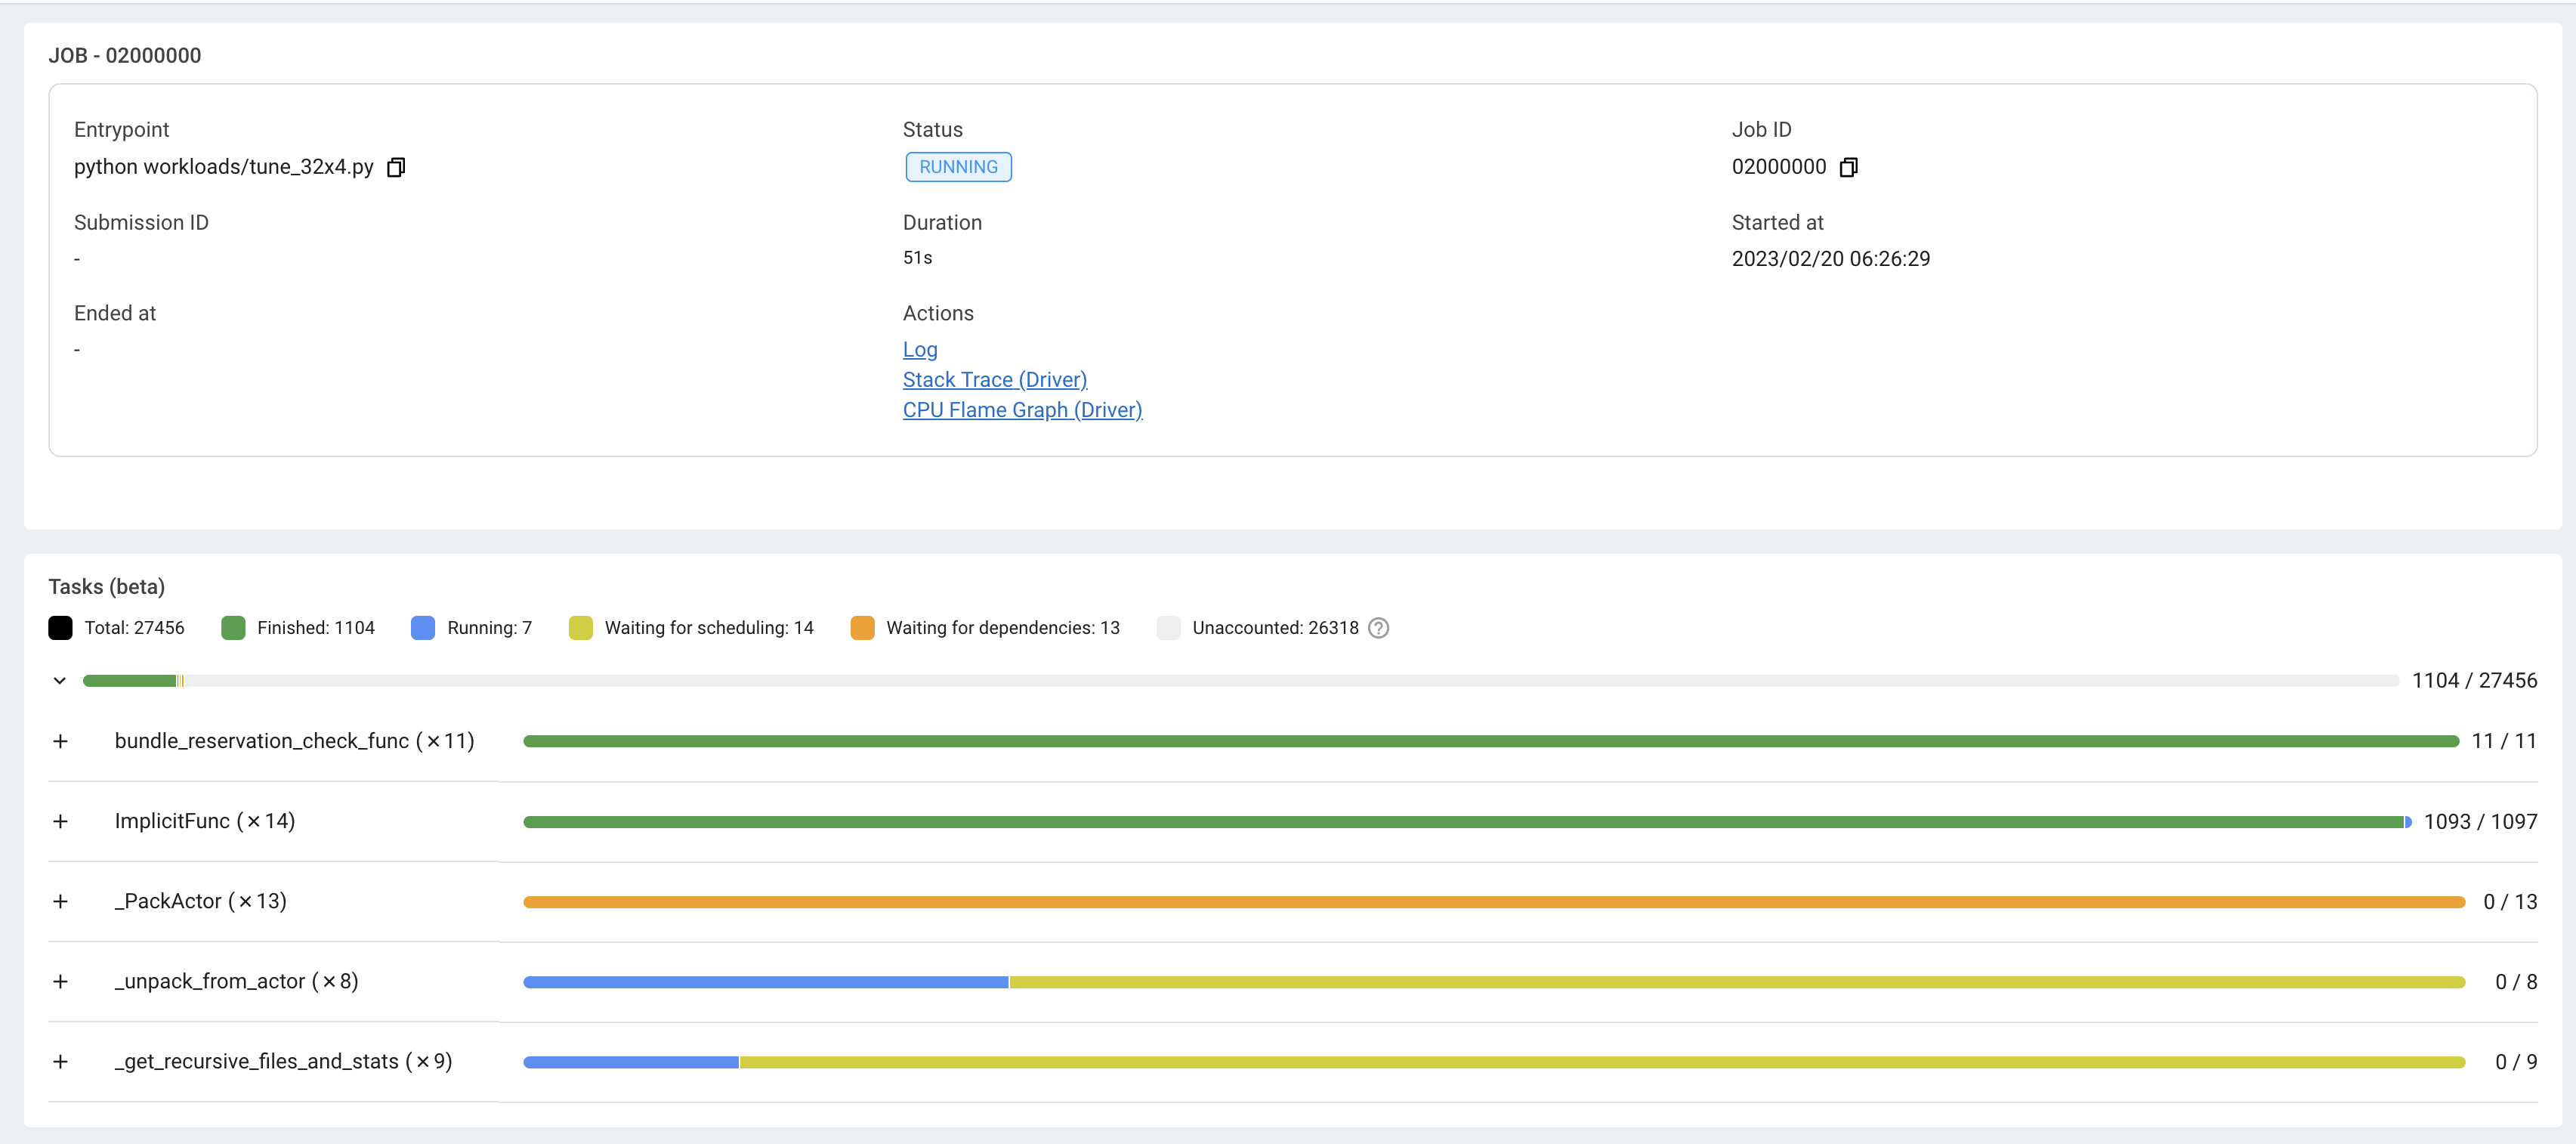 JOB - 02000000
Entrypoint Status Job ID
python workloads/tune_32x4.py RUNNING 02000000
Submission ID Duration Started at
- 51s 2023/02/20 06:26:29
Ended at Actions
- Log
Stack Trace (Driver)
CPU Flame Graph (Driver)
Tasks (beta)
Total: 27456 Finished: 1104 Running: 7 Waiting for scheduling: 14 Waiting for dependencies: 13 Unaccounted: 26318 ?
1104 / 27456
+ bundle_reservation_check_func (×11) 11 / 11
+ ImplicitFunc (×14) 1093 / 1097
+ _PackActor (×13) 0 / 13
+ _unpack_from_actor (×8) 0 / 8
+ _get_recursive_files_and_stats (×9) 0 / 9